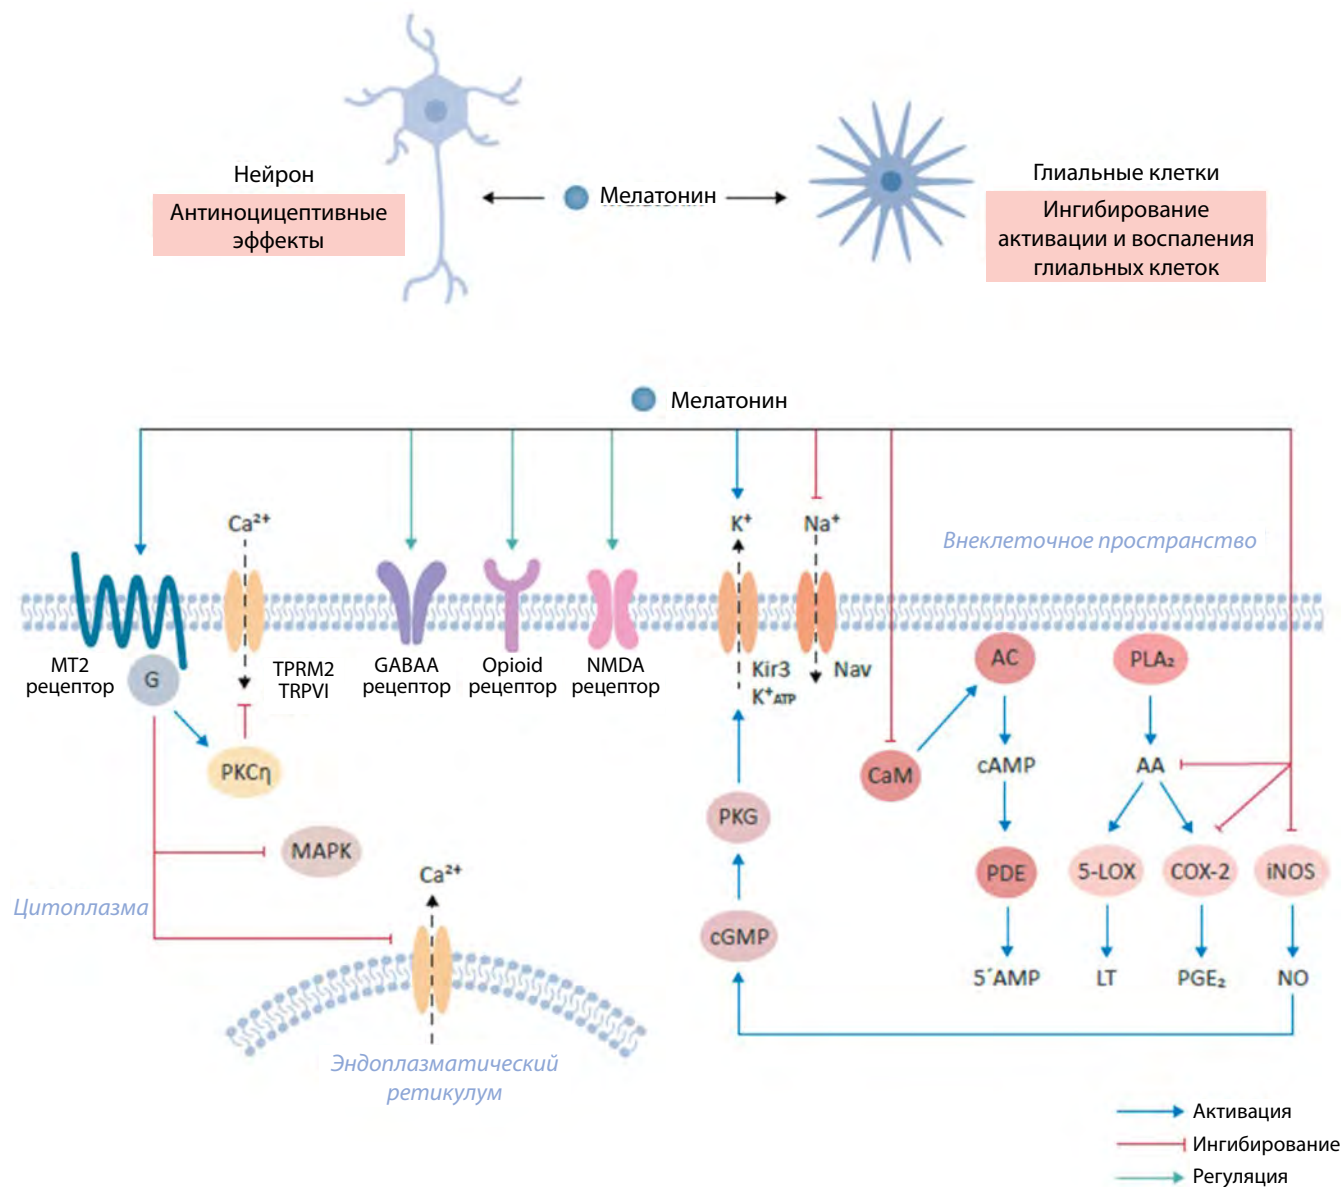 Нейрон
Антиноцицептивные
эффекты
Мелатонин
Глиальные клетки
Ингибирование
активации и воспаления
глиальных клеток
Мелатонин
Ca²⁺
K⁺
Na⁺
Внеклеточное пространство
MT2
рецептор
G
TPRM2
TRPVI
GABAA
рецептор
Opioid
рецептор
NMDA
рецептор
Kir3
K⁺ATP
Nav
AC
PLA₂
PKCη
CaM
cAMP
AA
PKG
MAPK
Ca²⁺
PDE
5-LOX
COX-2
iNOS
Цитоплазма
cGMP
5´AMP
LT
PGE₂
NO
Эндоплазматический
ретикулум
Активация
Ингибирование
Регуляция